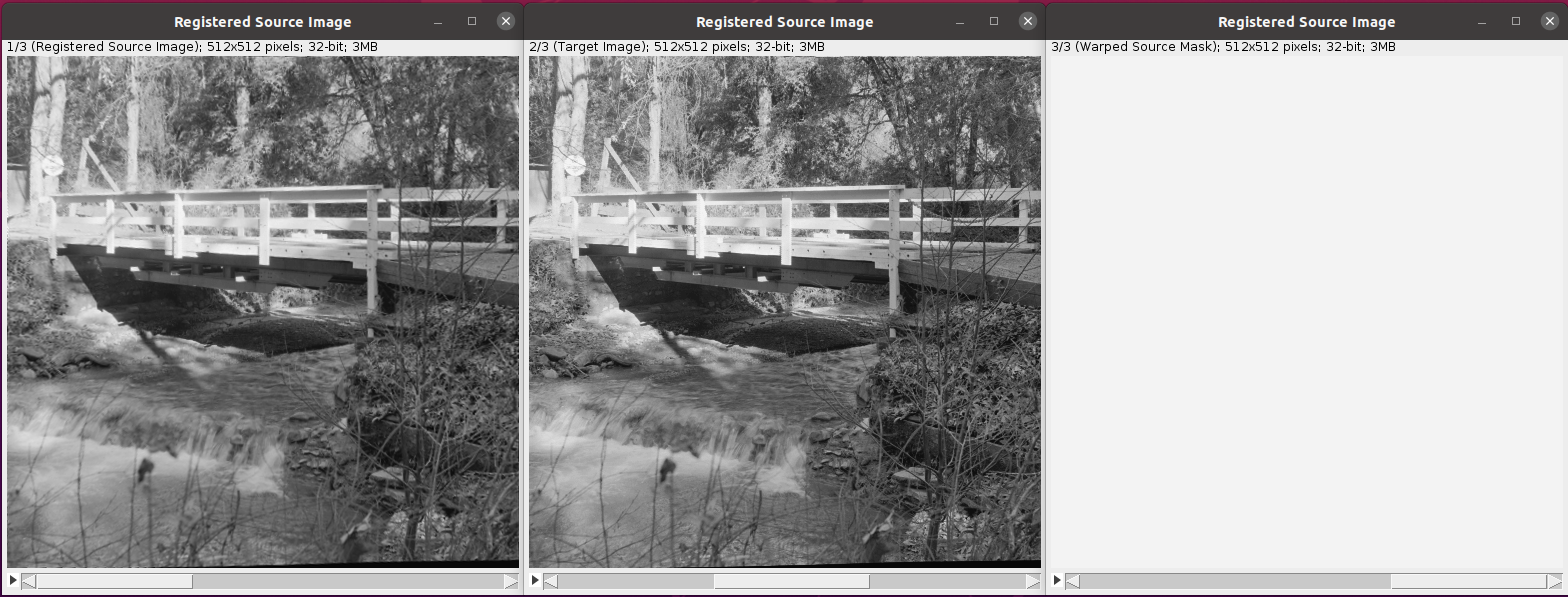 Registered Source Image
1/3 (Registered Source Image); 512x512 pixels; 32-bit; 3MB
Registered Source Image
2/3 (Target Image); 512x512 pixels; 32-bit; 3MB
Registered Source Image
3/3 (Warped Source Mask); 512x512 pixels; 32-bit; 3MB